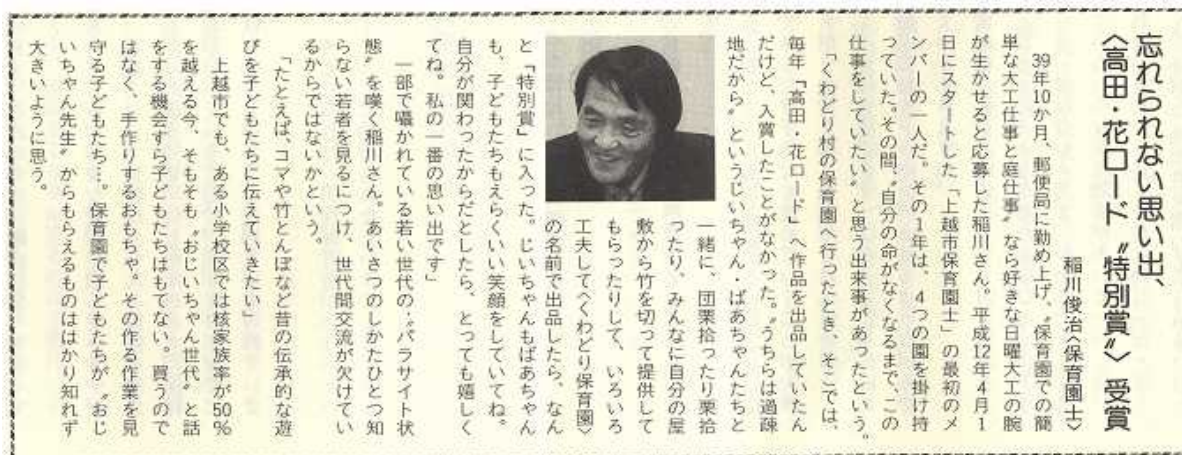 忘れられない思い出、
〈高田・花ロード〝特別賞〟〉受賞
稲川俊治〈保育園士〉
39年10か月、郵便局に勤め上げ、〝保育園での簡
単な大工仕事と庭仕事〟なら好きな日曜大工の腕
が生かせると応募した稲川さん。平成12年4月1
日にスタートした「上越市保育園士」の最初のメ
ンバーの一人だ。その1年は、4つの園を掛け持
っていた。その間、〝自分の命がなくなるまで、この
仕事をしていたい〟と思う出来事があったという。
「くわどり村の保育園へ行ったとき、そこでは、
毎年「高田・花ロード」へ作品を出品していたん
だけど、入賞したことがなかった。〝うちらは過疎
地だから〟というじいちゃん・ばあちゃんたちと
一緒に、団栗拾ったり栗拾
ったり、みんなに自分の屋
敷から竹を切って提供して
もらったりして、いろいろ
工夫して〈くわどり保育園〉
の名前で出品したら、なん
と「特別賞」に入った。じいちゃんもばあちゃん
も、子どもたちもえらくいい笑顔をしていてね。
自分が関わったからだとしたら、とっても嬉しく
てね。私の一番の思い出です」
一部で囁かれている若い世代の〝パラサイト状
態〟を嘆く稲川さん。あいさつのしかたひとつ知
らない若者を見るにつけ、世代間交流が欠けてい
るからではないかという。
「たとえば、コマや竹とんぼなど昔の伝承的な遊
びを子どもたちに伝えていきたい」
上越市でも、ある小学校区では核家族率が50%
を越える今、そもそも〝おじいちゃん世代〟と話
をする機会すら子どもたちはもてない。買うので
はなく、手作りするおもちゃ。その作る作業を見
守る子どもたち…。保育園で子どもたちが〝おじ
いちゃん先生〟からもらえるものははかり知れず
大きいように思う。